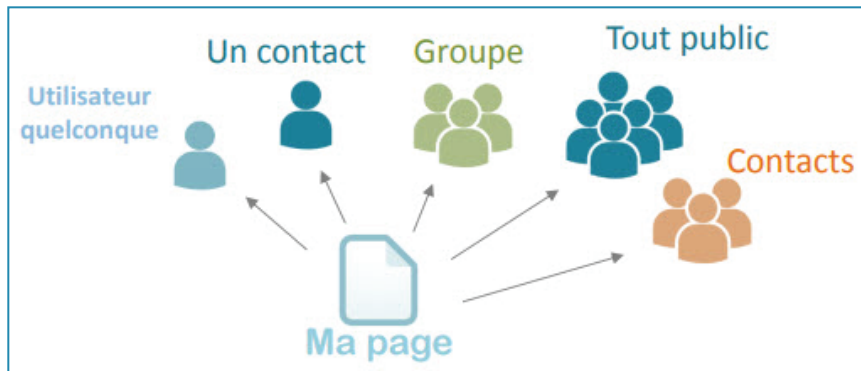 Utilisateur
quelconque
Un contact
Groupe
Tout public
Contacts
Ma page